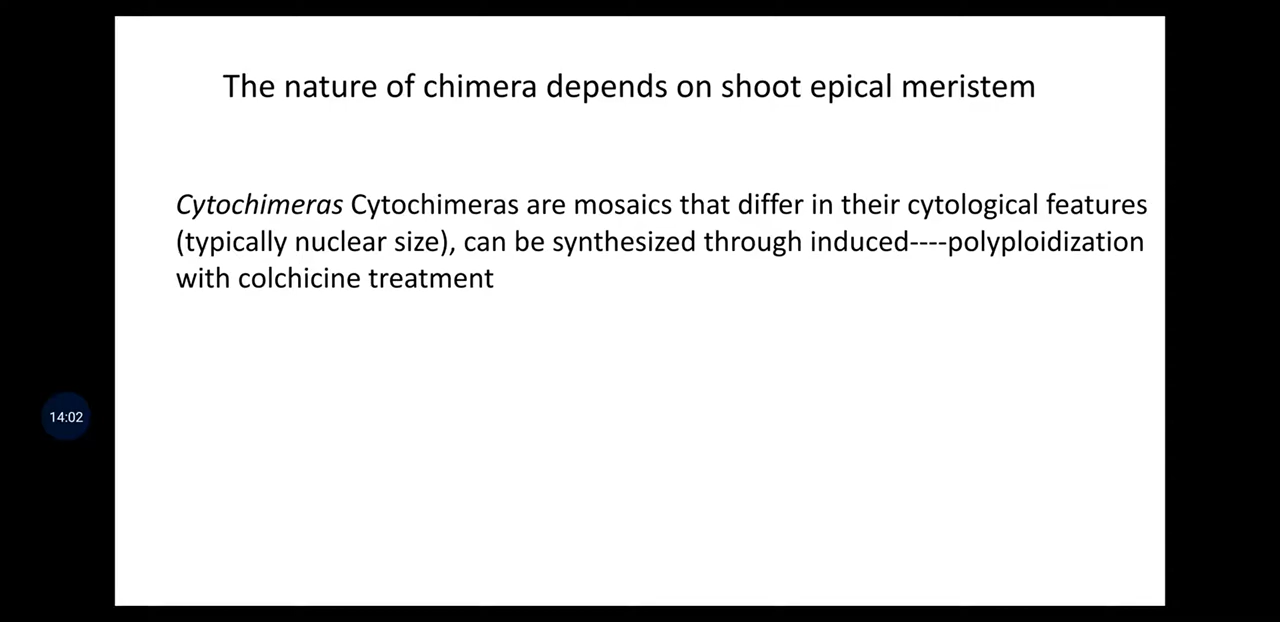 The nature of chimera depends on shoot epical meristem
Cytochimeras Cytochimeras are mosaics that differ in their cytological features
(typically nuclear size), can be synthesized through induced----polyploidization
with colchicine treatment
14:02